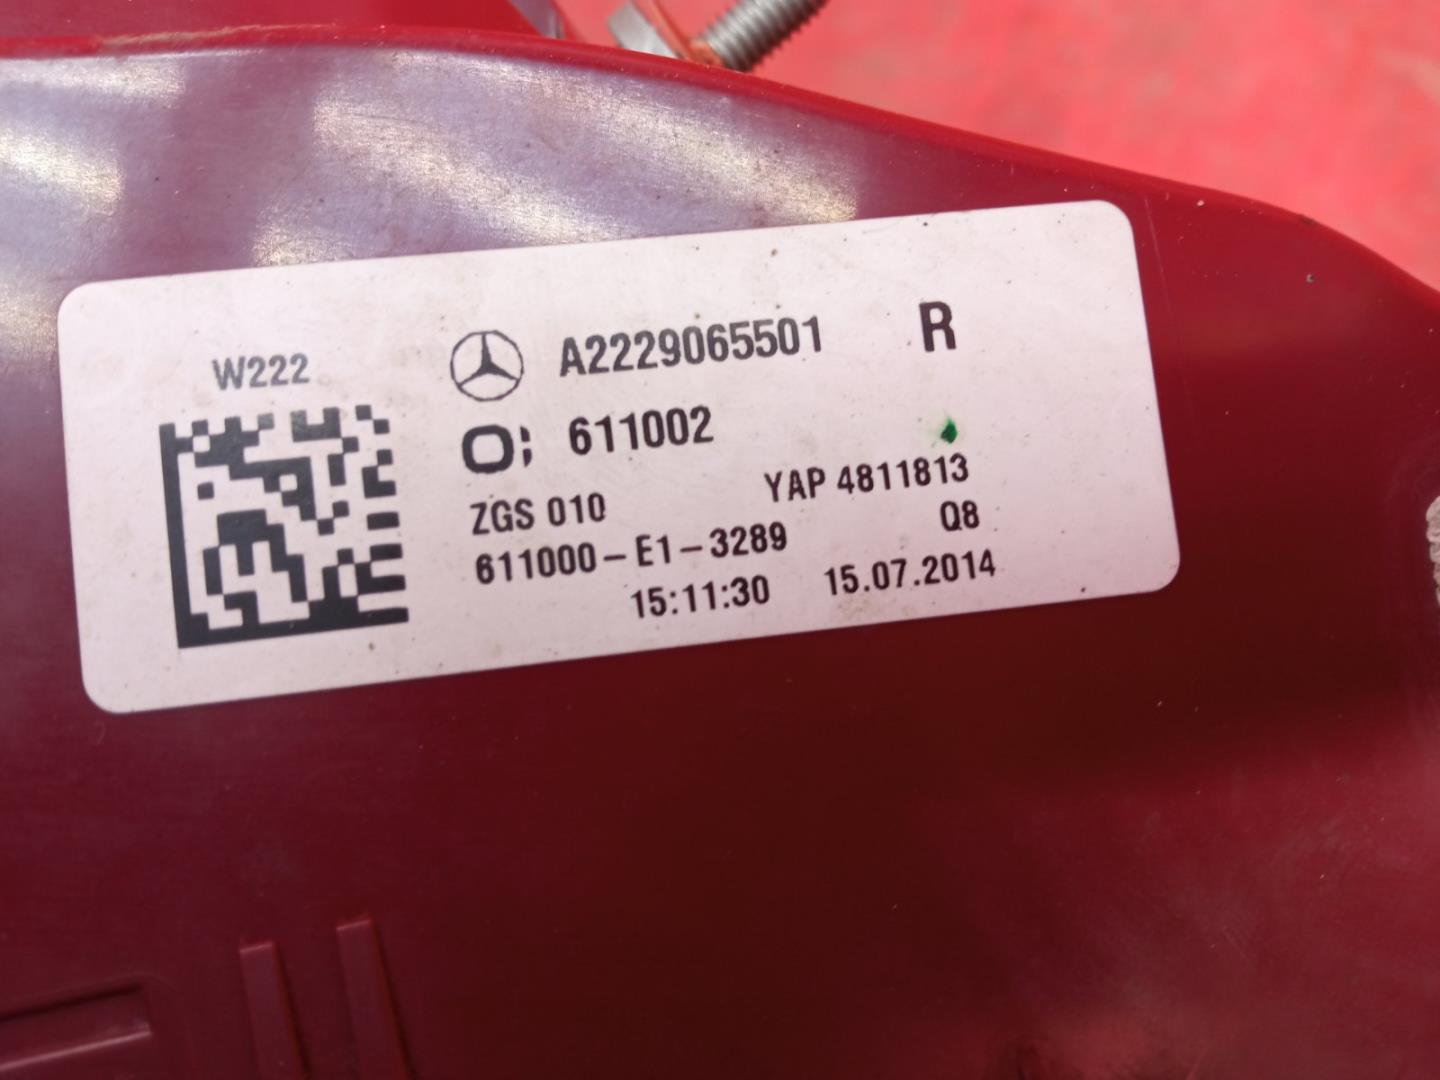 W222
A2229065501 R
O; 611002
ZGS 010 YAP 4811813
611000-E1-3289 Q8
15:11:30 15.07.2014